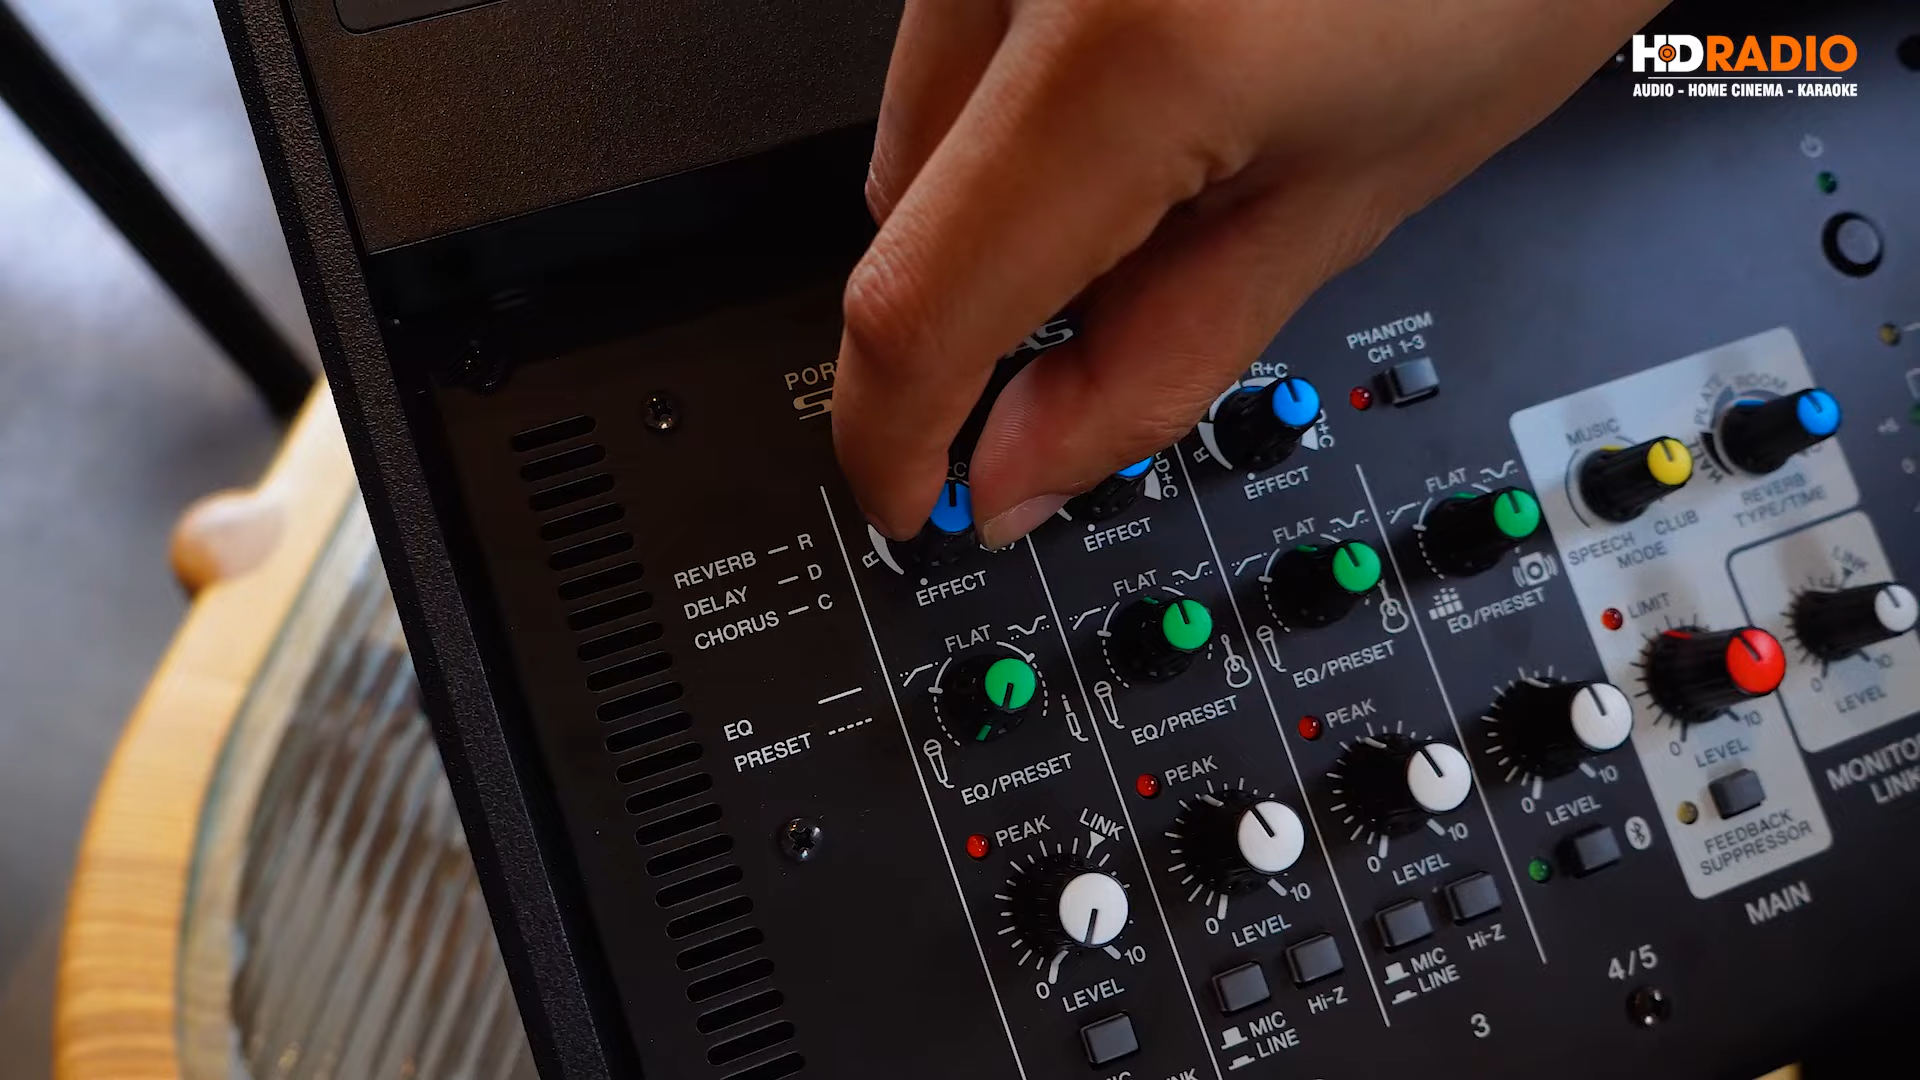 HDRADIO
AUDIO - HOME CINEMA - KARAOKE
PHANTOM
CH 1-3
REVERB — R
DELAY — D
CHORUS — C
EQ
PRESET
R
EFFECT
FLAT
EQ/PRESET
PEAK
LINK
0
10
LEVEL
D+C
EFFECT
FLAT
EQ/PRESET
PEAK
0
10
LEVEL
Hi-Z
MIC
LINE
R+C
R
D+C
EFFECT
FLAT
EQ/PRESET
PEAK
0
10
LEVEL
Hi-Z
MIC
LINE
3
FLAT
EQ/PRESET
0
10
LEVEL
4/5
MUSIC
CLUB
SPEECH
MODE
HALL
PLATE
ROOM
REVERB
TYPE/TIME
LIMIT
0
10
LEVEL
FEEDBACK
SUPPRESSOR
MAIN
LINK
0
10
LEVEL